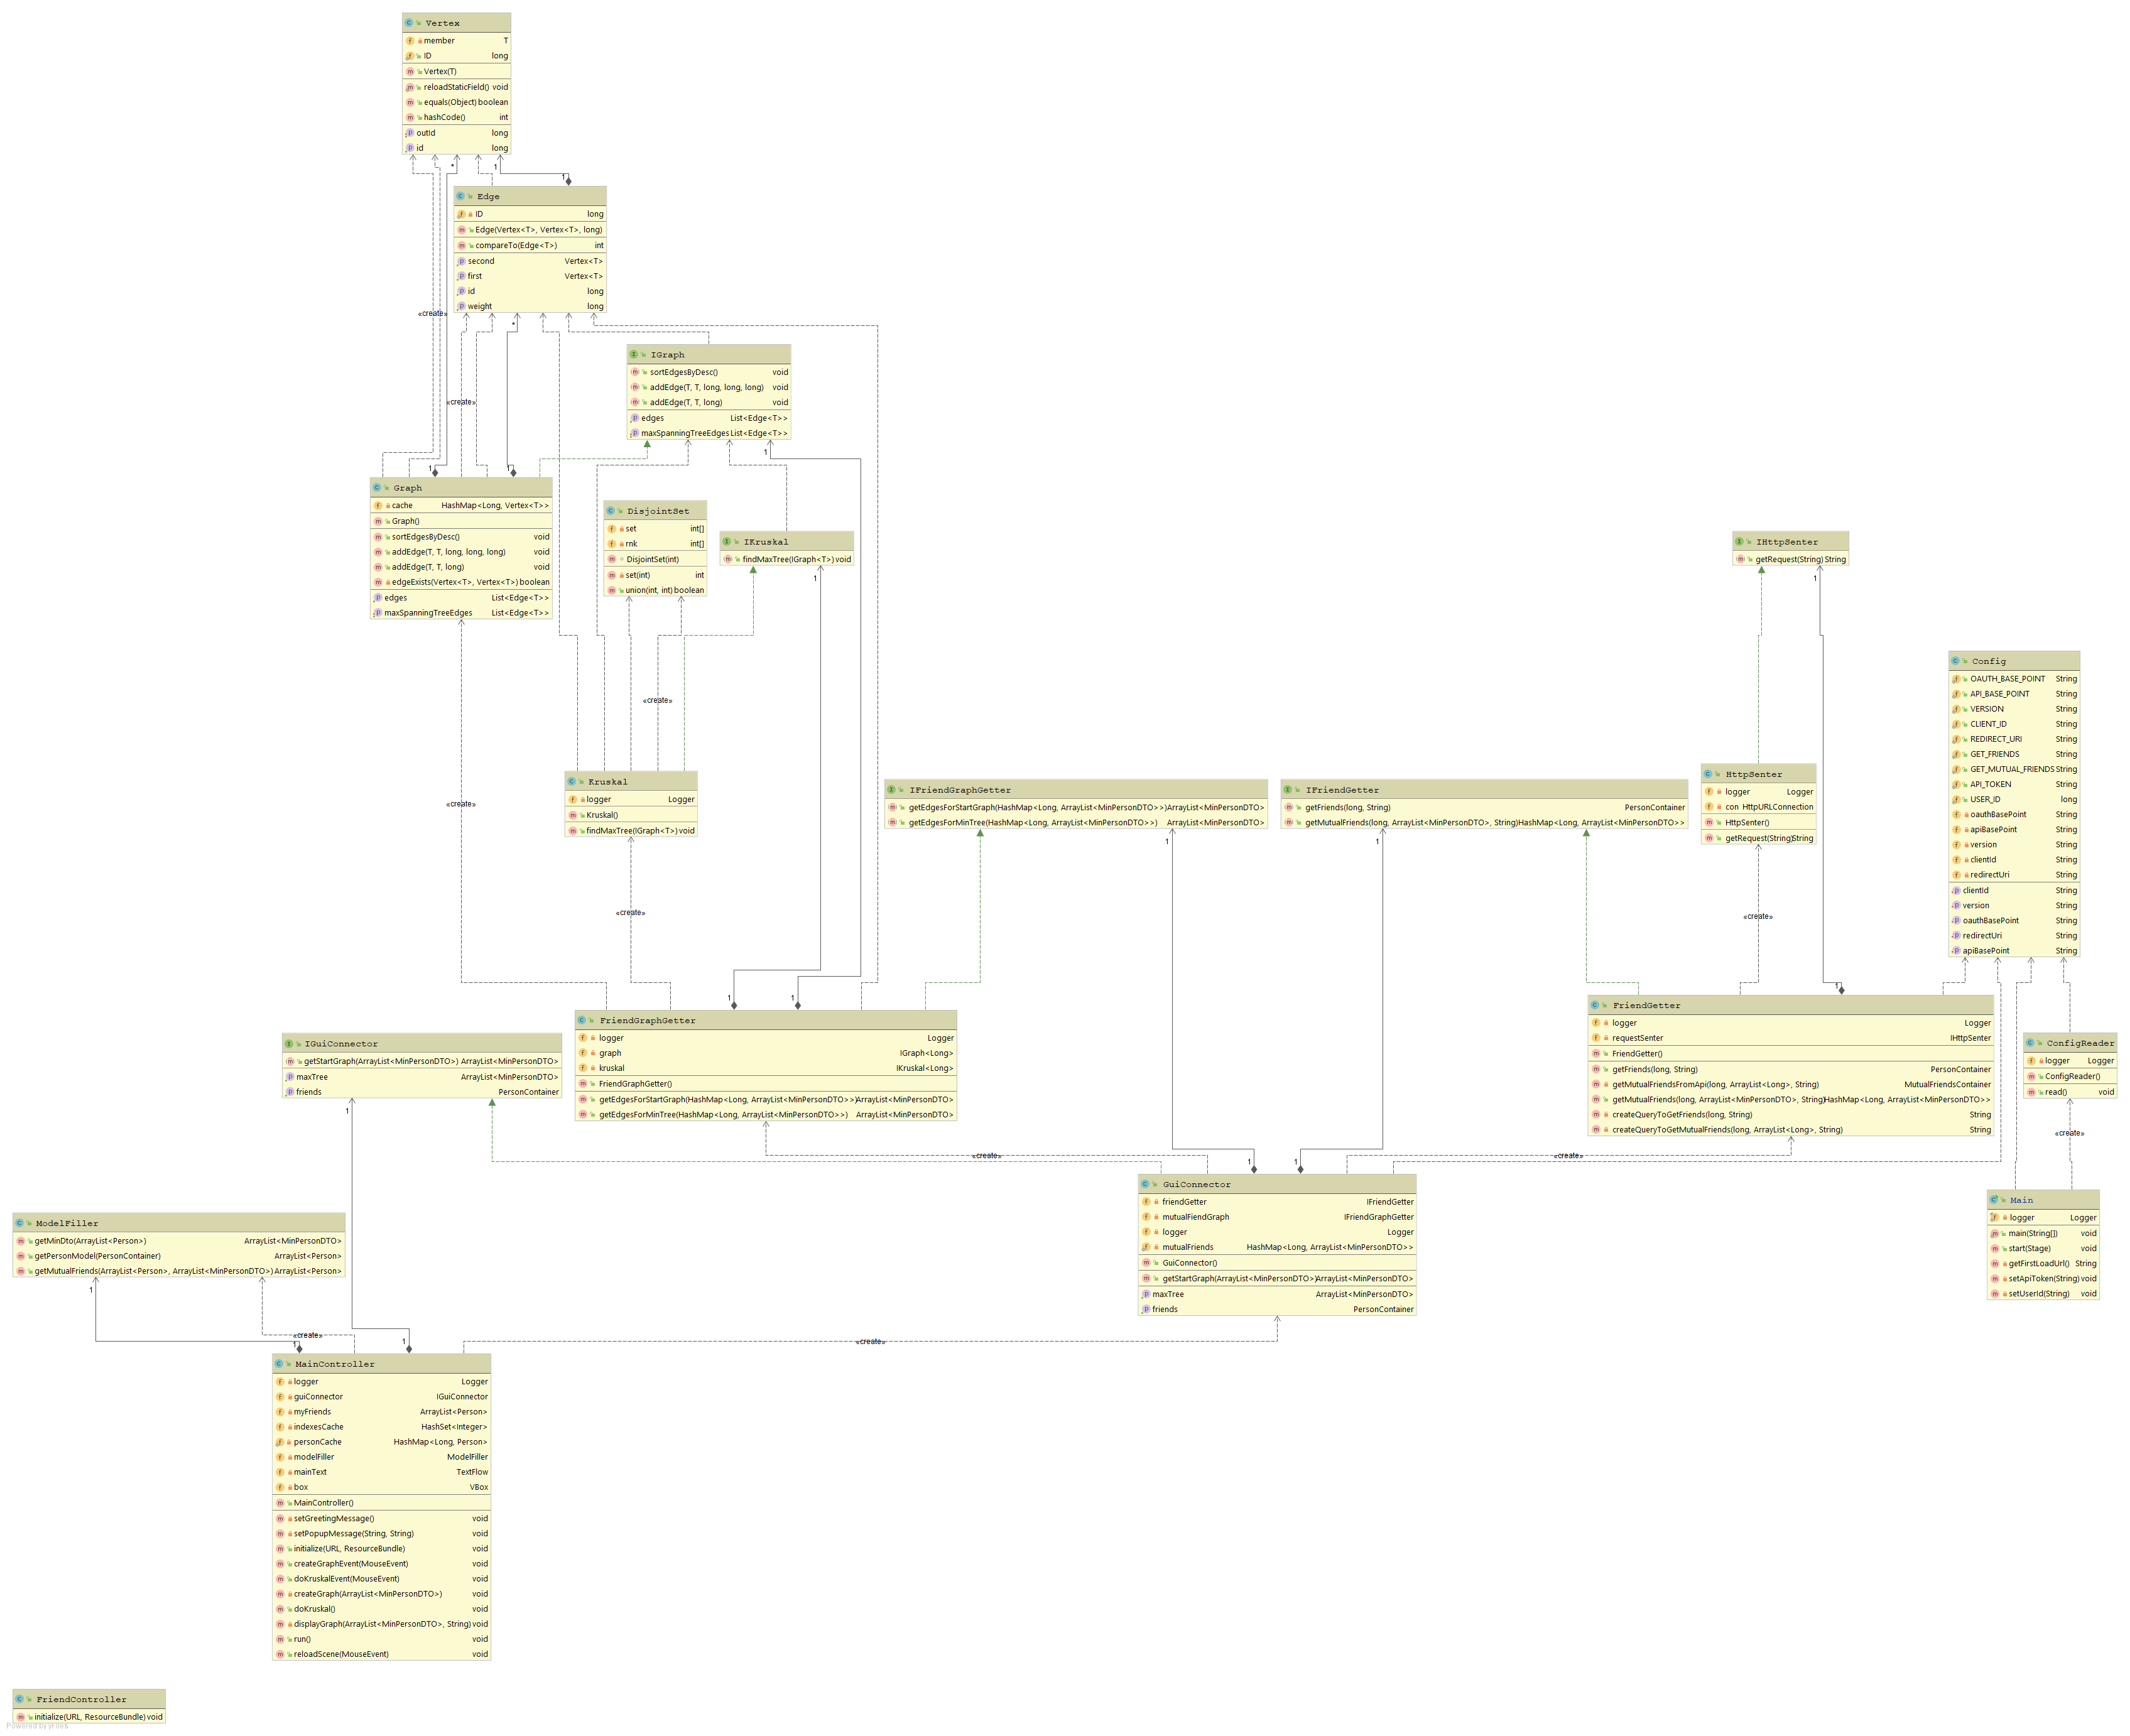 Vertex
member T
ID long
Vertex(T)
reloadStaticField() void
equals(Object) boolean
hashCode() int
outId long
id long
*
1
1
Edge
ID long
Edge(Vertex<T>, Vertex<T>, long)
compareTo(Edge<T>) int
second Vertex<T>
first Vertex<T>
id long
weight long
«create»
*
IGraph
sortEdgesByDesc() void
addEdge(T, T, long, long, long) void
addEdge(T, T, long) void
edges List<Edge<T>>
maxSpanningTreeEdges List<Edge<T>>
«create»
1
1
1
Graph
cache HashMap<Long, Vertex<T>>
Graph()
sortEdgesByDesc() void
addEdge(T, T, long, long, long) void
addEdge(T, T, long) void
edgeExists(Vertex<T>, Vertex<T>) boolean
edges List<Edge<T>>
maxSpanningTreeEdges List<Edge<T>>
DisjointSet
set int[]
rnk int[]
DisjointSet(int)
set(int) int
union(int, int) boolean
IKruskal
findMaxTree(IGraph<T>) void
1
IHttpSenter
getRequest(String) String
1
Config
OAUTH_BASE_POINT String
API_BASE_POINT String
VERSION String
CLIENT_ID String
REDIRECT_URI String
GET_FRIENDS String
GET_MUTUAL_FRIENDS String
API_TOKEN String
USER_ID long
oauthBasePoint String
apiBasePoint String
version String
clientId String
redirectUri String
clientId String
version String
oauthBasePoint String
redirectUri String
apiBasePoint String
«create»
Kruskal
logger Logger
Kruskal()
findMaxTree(IGraph<T>) void
«create»
IFriendGraphGetter
getEdgesForStartGraph(HashMap<Long, ArrayList<MinPersonDTO>>) ArrayList<MinPersonDTO>
getEdgesForMinTree(HashMap<Long, ArrayList<MinPersonDTO>>) ArrayList<MinPersonDTO>
1
IFriendGetter
getFriends(long, String) PersonContainer
getMutualFriends(long, ArrayList<MinPersonDTO>, String) HashMap<Long, ArrayList<MinPersonDTO>>
1
HttpSenter
logger Logger
con HttpURLConnection
HttpSenter()
getRequest(String) String
«create»
«create»
1
1
1
FriendGraphGetter
logger Logger
graph IGraph<Long>
kruskal IKruskal<Long>
FriendGraphGetter()
getEdgesForStartGraph(HashMap<Long, ArrayList<MinPersonDTO>>) ArrayList<MinPersonDTO>
getEdgesForMinTree(HashMap<Long, ArrayList<MinPersonDTO>>) ArrayList<MinPersonDTO>
FriendGetter
logger Logger
requestSenter IHttpSenter
FriendGetter()
getFriends(long, String) PersonContainer
getMutualFriendsFromApi(long, ArrayList<Long>, String) MutualFriendsContainer
getMutualFriends(long, ArrayList<MinPersonDTO>, String) HashMap<Long, ArrayList<MinPersonDTO>>
createQueryToGetFriends(long, String) String
createQueryToGetMutualFriends(long, ArrayList<Long>, String) String
ConfigReader
logger Logger
ConfigReader()
read() void
«create»
IGuiConnector
getStartGraph(ArrayList<MinPersonDTO>) ArrayList<MinPersonDTO>
maxTree ArrayList<MinPersonDTO>
friends PersonContainer
1
«create»
1
1
«create»
GuiConnector
friendGetter IFriendGetter
mutualFiendGraph IFriendGraphGetter
logger Logger
mutualFriends HashMap<Long, ArrayList<MinPersonDTO>>
GuiConnector()
getStartGraph(ArrayList<MinPersonDTO>) ArrayList<MinPersonDTO>
maxTree ArrayList<MinPersonDTO>
friends PersonContainer
Main
logger Logger
main(String[]) void
start(Stage) void
getFirstLoadUrl() String
setApiToken(String) void
setUserId(String) void
ModelFiller
getMinDto(ArrayList<Person>) ArrayList<MinPersonDTO>
getPersonModel(PersonContainer) ArrayList<Person>
getMutualFriends(ArrayList<Person>, ArrayList<MinPersonDTO>) ArrayList<Person>
1
«create»
1
1
«create»
MainController
logger Logger
guiConnector IGuiConnector
myFriends ArrayList<Person>
indexesCache HashSet<Integer>
personCache HashMap<Long, Person>
modelFiller ModelFiller
mainText TextFlow
box VBox
MainController()
setGreetingMessage() void
setPopupMessage(String, String) void
initialize(URL, ResourceBundle) void
createGraphEvent(MouseEvent) void
doKruskalEvent(MouseEvent) void
createGraph(ArrayList<MinPersonDTO>) void
doKruskal() void
displayGraph(ArrayList<MinPersonDTO>, String) void
run() void
reloadScene(MouseEvent) void
FriendController
initialize(URL, ResourceBundle) void
Powered by yFiles